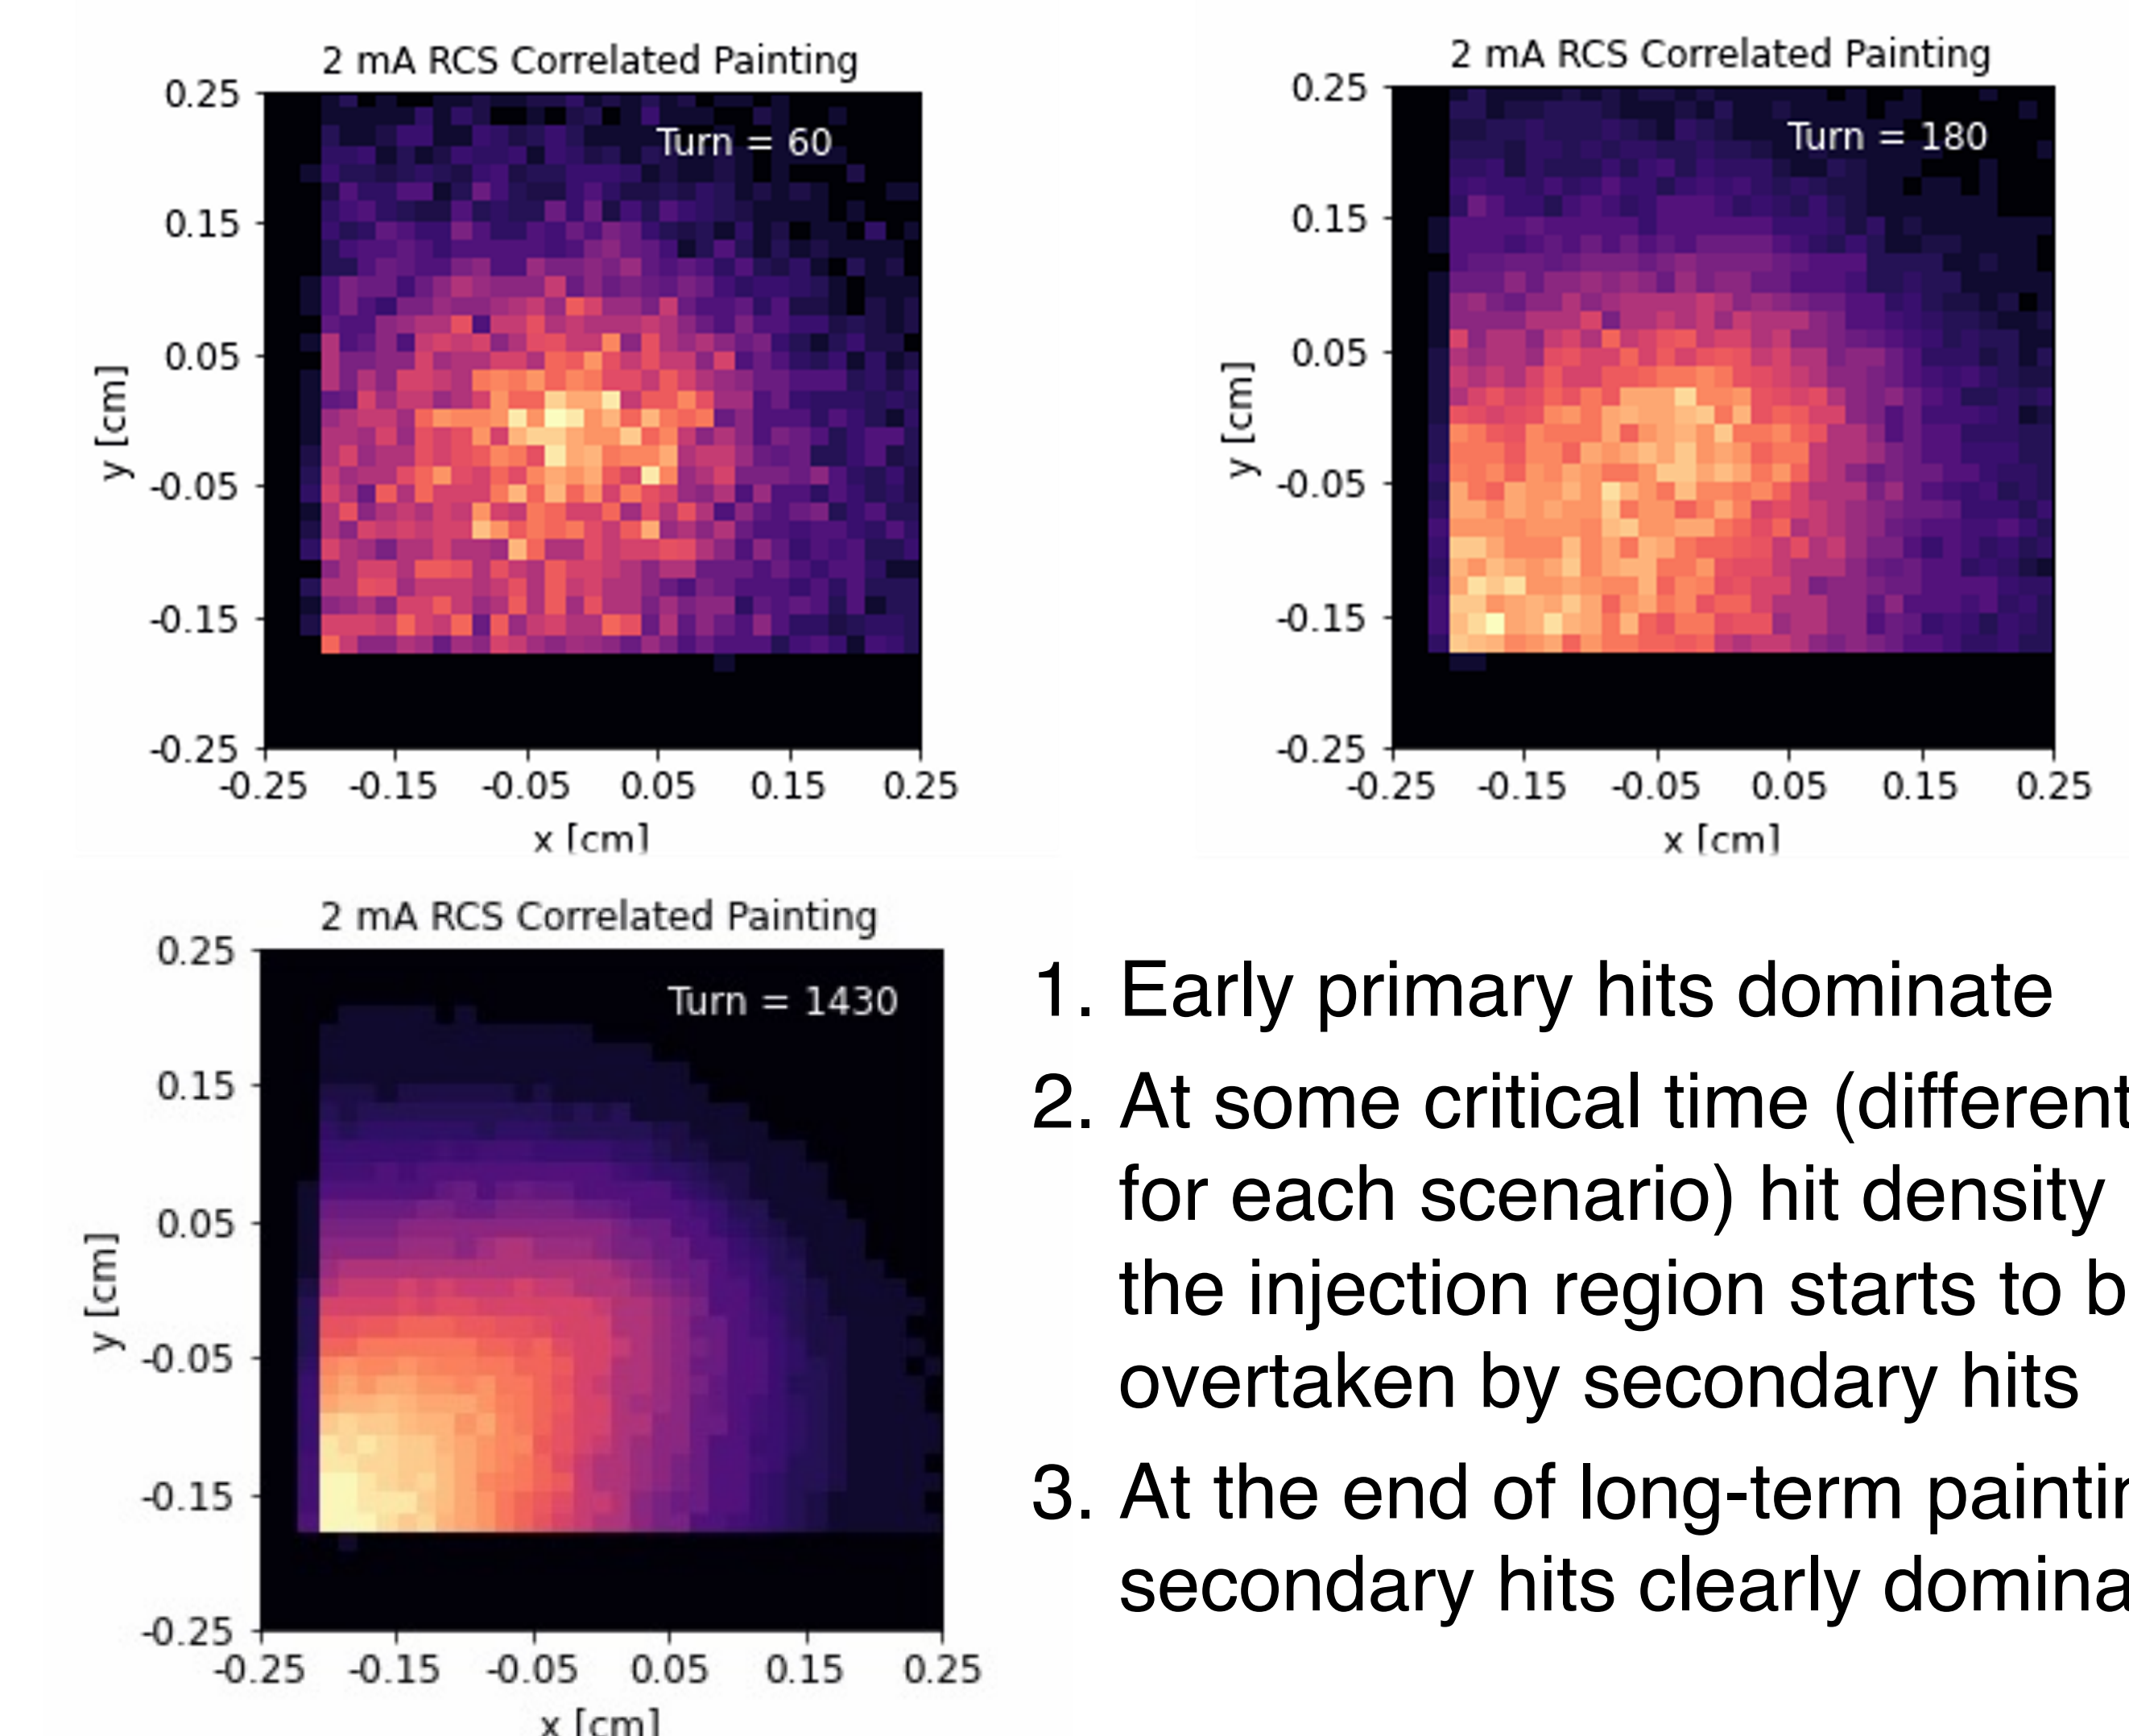 2 mA RCS Correlated Painting
Turn = 60
0.25
0.15
0.05
-0.05
-0.15
-0.25
y [cm]
-0.25 -0.15 -0.05 0.05 0.15 0.25
x [cm]
2 mA RCS Correlated Painting
Turn = 180
0.25
0.15
0.05
-0.05
-0.15
-0.25
y [cm]
-0.25 -0.15 -0.05 0.05 0.15 0.25
x [cm]
2 mA RCS Correlated Painting
Turn = 1430
0.25
0.15
0.05
-0.05
-0.15
-0.25
y [cm]
-0.25 -0.15 -0.05 0.05 0.15 0.25
x [cm]
1. Early primary hits dominate
2. At some critical time (different
for each scenario) hit density
the injection region starts to
overtaken by secondary hits
3. At the end of long-term
secondary hits clearly